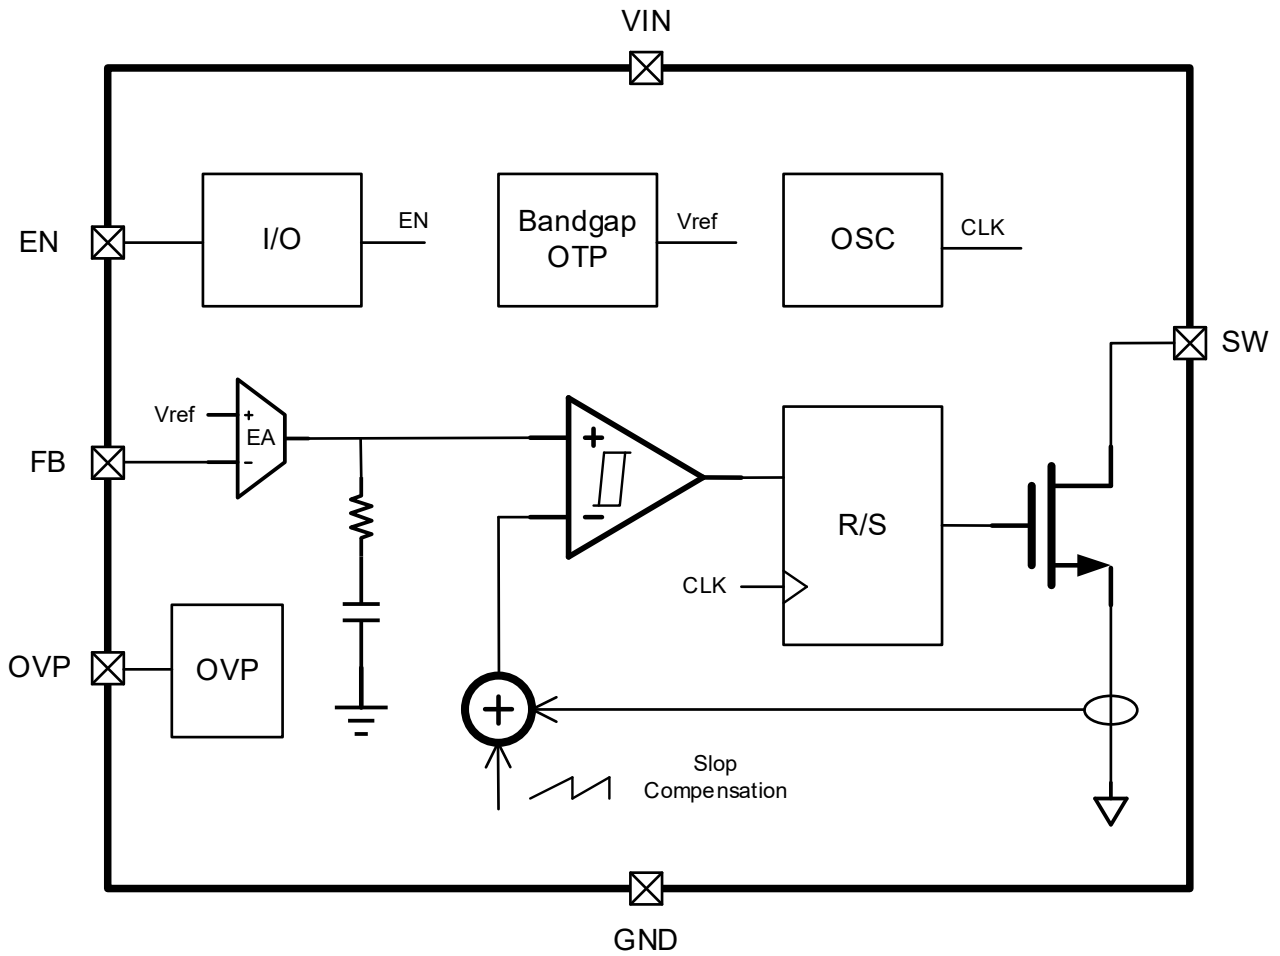 VIN
EN
I/O
EN
Bandgap
OTP
Vref
OSC
CLK
SW
Vref
+
EA
-
FB
+
−
R/S
CLK
OVP
OVP
+
Slop
Compensation
GND